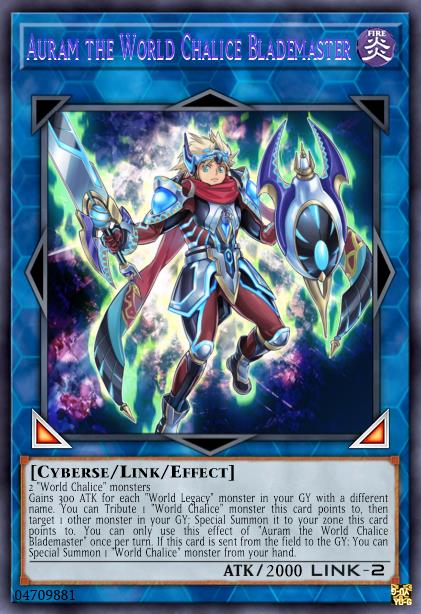 AURAM THE WORLD CHALICE BLADEMASTER
FIRE
炎
[CYBERSE/LINK/EFFECT]
2 "World Chalice" monsters
Gains 300 ATK for each "World Legacy" monster in your GY with a different
name. You can Tribute 1 "World Chalice" monster this card points to, then
target 1 other monster in your GY; Special Summon it to your zone this card
points to. You can only use this effect of "Auram the World Chalice
Blademaster" once per turn. If this card is sent from the field to the GY: You can
Special Summon 1 "World Chalice" monster from your hand.
ATK/2000 LINK-2
04709881